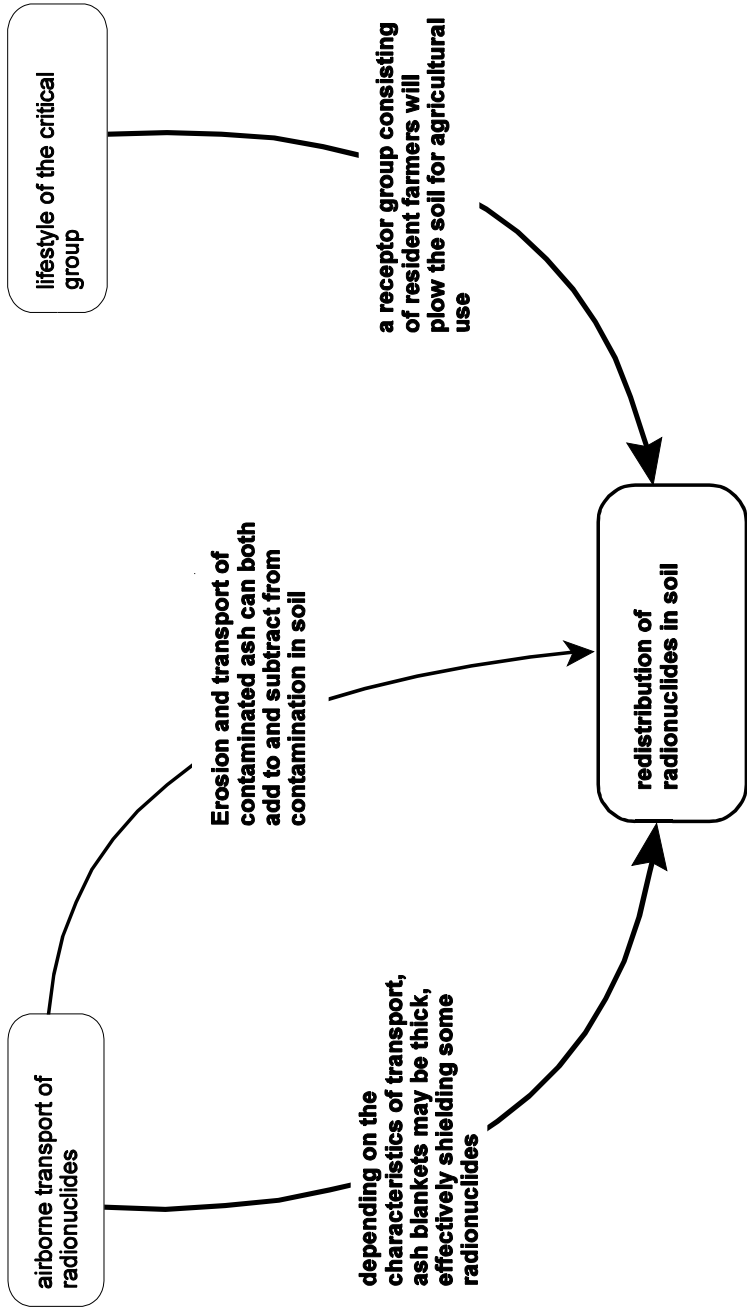 airborne transport of
radionuclides
lifestyle of the critical
group
Erosion and transport of
contaminated ash can both
add to and subtract from
contamination in soil
depending on the
characteristics of transport,
ash blankets may be thick,
effectively shielding some
radionuclides
a receptor group consisting
of resident farmers will
plow the soil for agricultural
use
redistribution of
radionuclides in soil